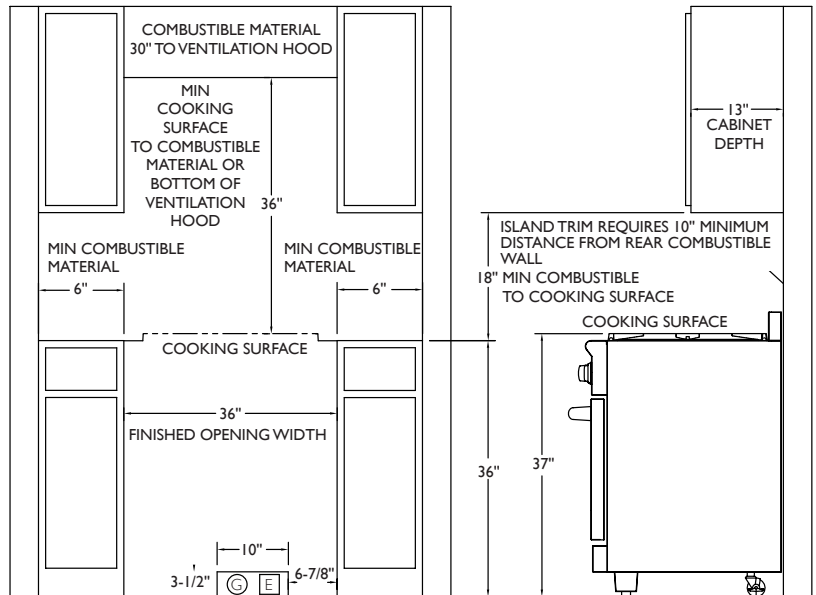 COMBUSTIBLE MATERIAL
30" TO VENTILATION HOOD
MIN
COOKING
SURFACE
TO COMBUSTIBLE
MATERIAL OR
BOTTOM OF
VENTILATION
HOOD
36"
MIN COMBUSTIBLE
MATERIAL
6"
MIN COMBUSTIBLE
MATERIAL
6"
COOKING SURFACE
36"
FINISHED OPENING WIDTH
10"
3-1/2"
G
E
6-7/8"
13"
CABINET
DEPTH
ISLAND TRIM REQUIRES 10" MINIMUM
DISTANCE FROM REAR COMBUSTIBLE
WALL
18" MIN COMBUSTIBLE
TO COOKING SURFACE
COOKING SURFACE
36"
37"